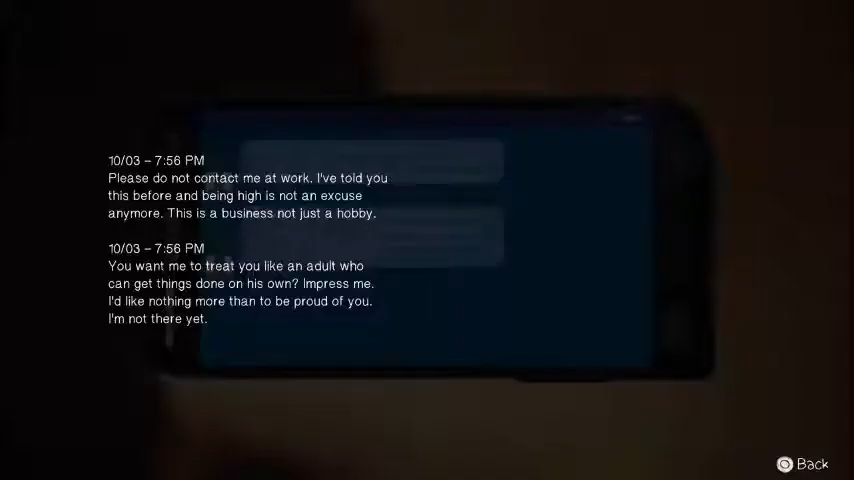 10/03 – 7:56 PM
Please do not contact me at work. I've told you
this before and being high is not an excuse
anymore. This is a business not just a hobby.
10/03 – 7:56 PM
You want me to treat you like an adult who
can get things done on his own? Impress me.
I'd like nothing more than to be proud of you.
I'm not there yet.
Back